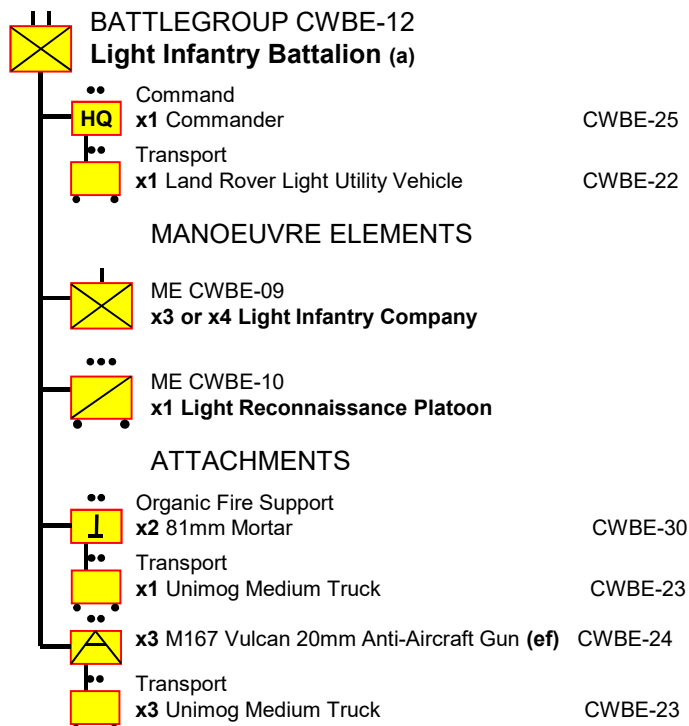 BATTLEGROUP CWBE-12
Light Infantry Battalion (a)
Command
HQ x1 Commander CWBE-25
Transport
x1 Land Rover Light Utility Vehicle CWBE-22
MANOEUVRE ELEMENTS
ME CWBE-09
x3 or x4 Light Infantry Company
ME CWBE-10
x1 Light Reconnaissance Platoon
ATTACHMENTS
Organic Fire Support
x2 81mm Mortar CWBE-30
Transport
x1 Unimog Medium Truck CWBE-23
x3 M167 Vulcan 20mm Anti-Aircraft Gun (ef) CWBE-24
Transport
x3 Unimog Medium Truck CWBE-23